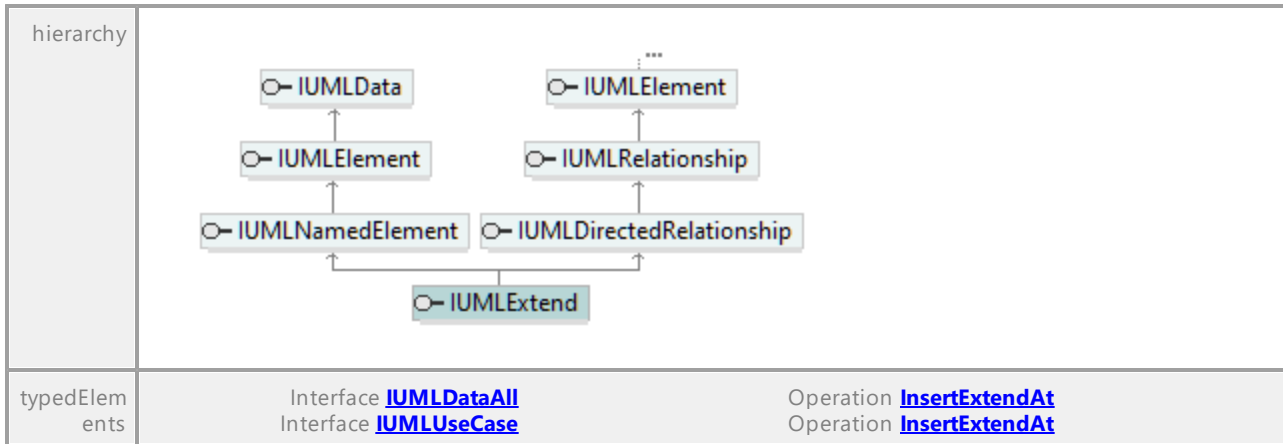 hierarchy
...
IUMLData IUMLElement
IUMLElement IUMLRelationship
IUMLNamedElement IUMLDirectedRelationship
IUMLExtend
typedElem
ents
Interface IUMLDataAll Operation InsertExtendAt
Interface IUMLUseCase Operation InsertExtendAt